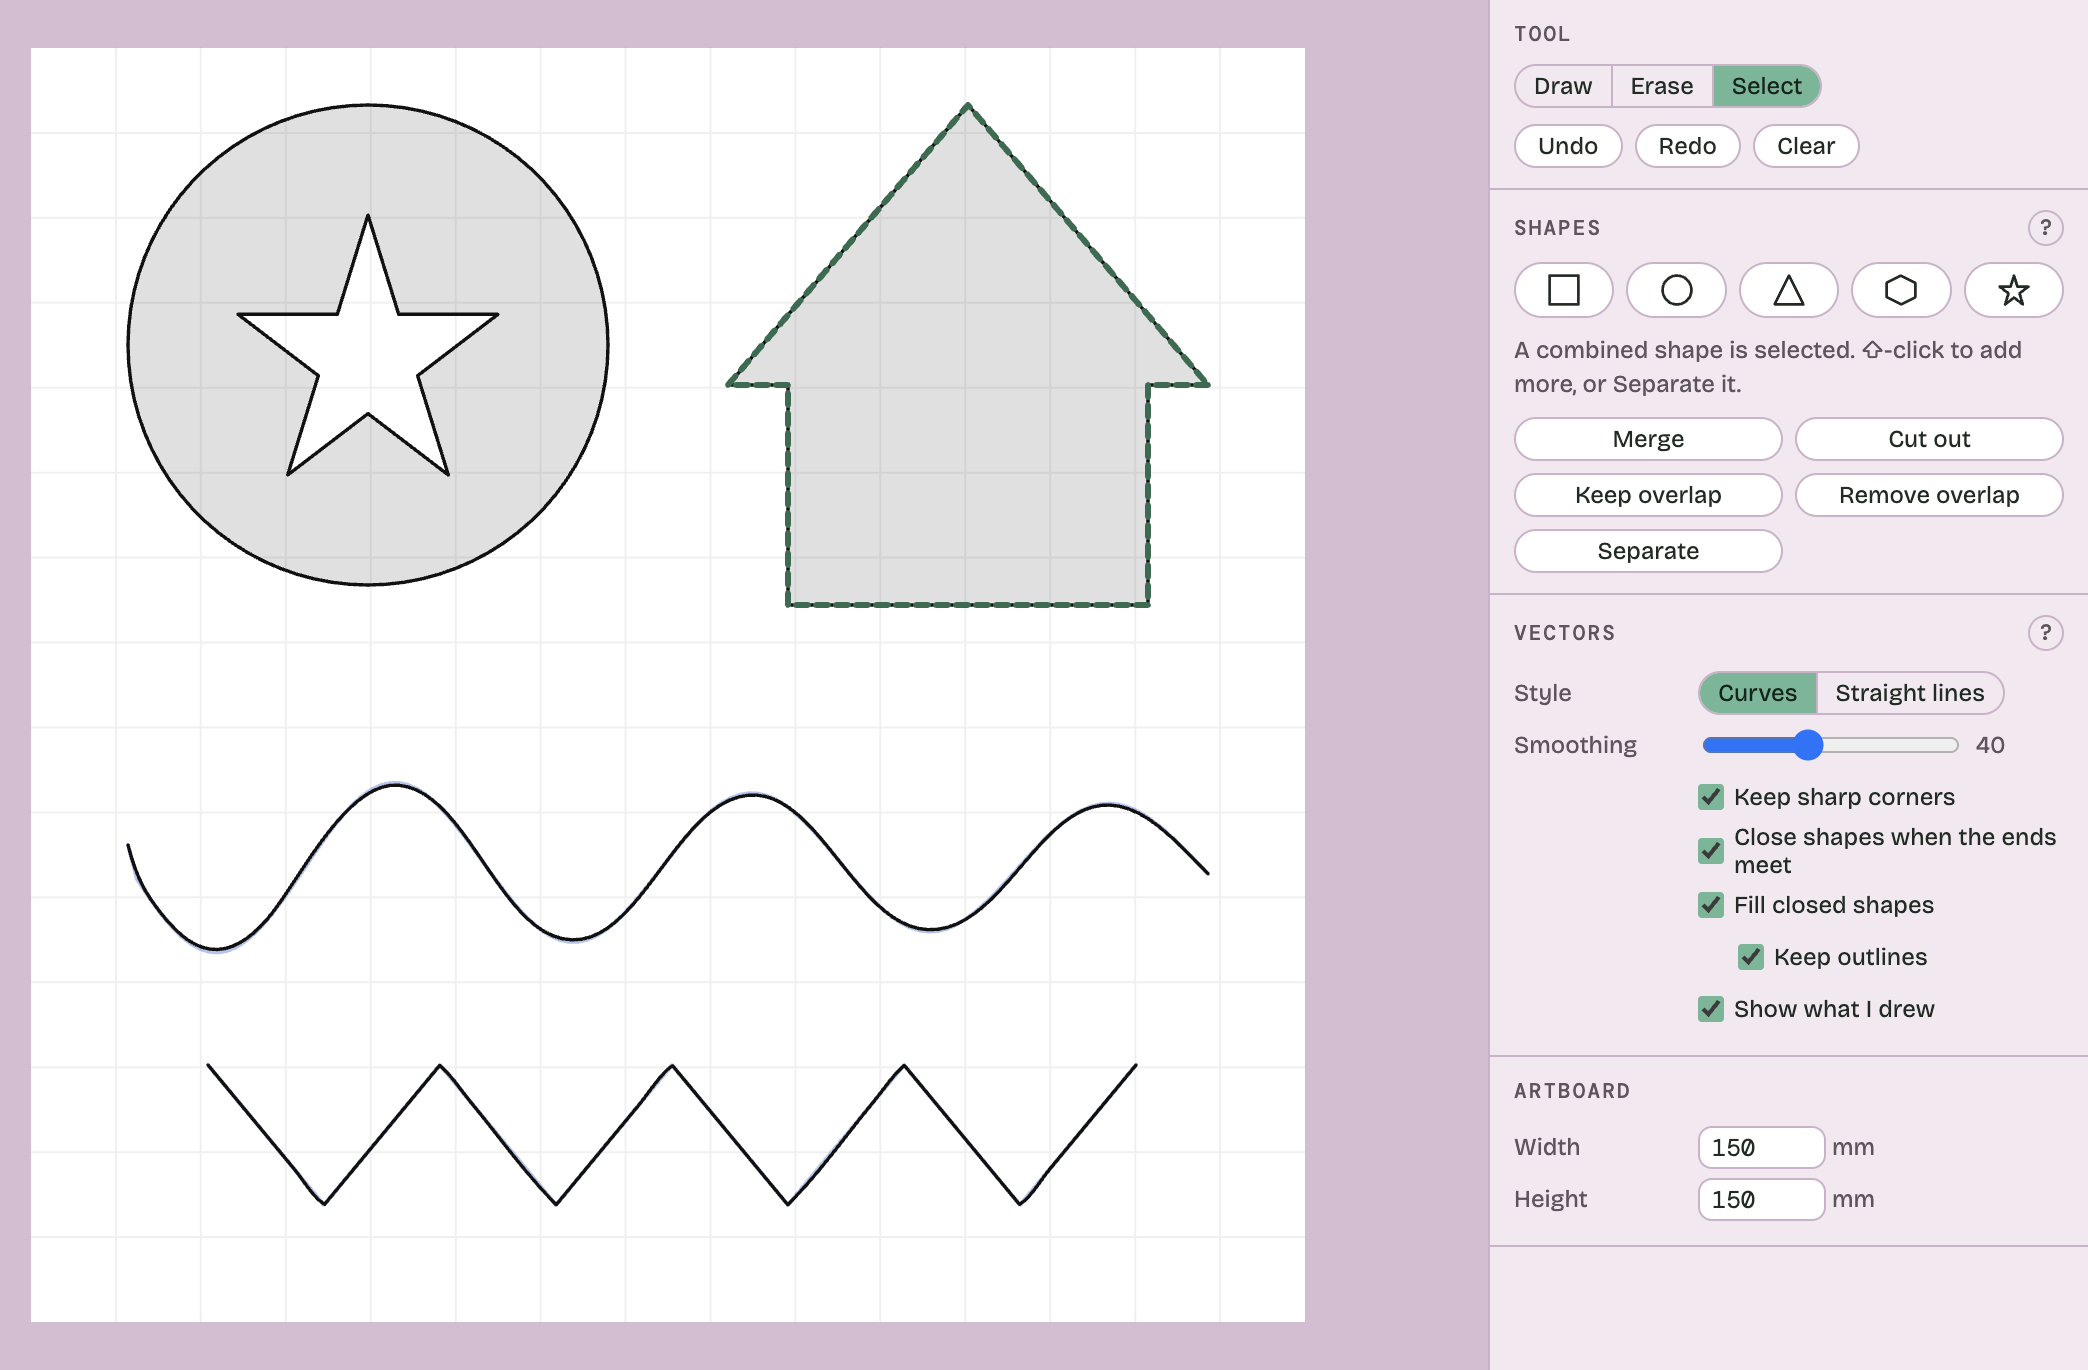 TOOL
Draw Erase Select
Undo Redo Clear
SHAPES ?
A combined shape is selected. ⇧-click to add
more, or Separate it.
Merge Cut out
Keep overlap Remove overlap
Separate
VECTORS ?
Style Curves Straight lines
Smoothing 40
Keep sharp corners
Close shapes when the ends
meet
Fill closed shapes
Keep outlines
Show what I drew
ARTBOARD
Width 150 mm
Height 150 mm